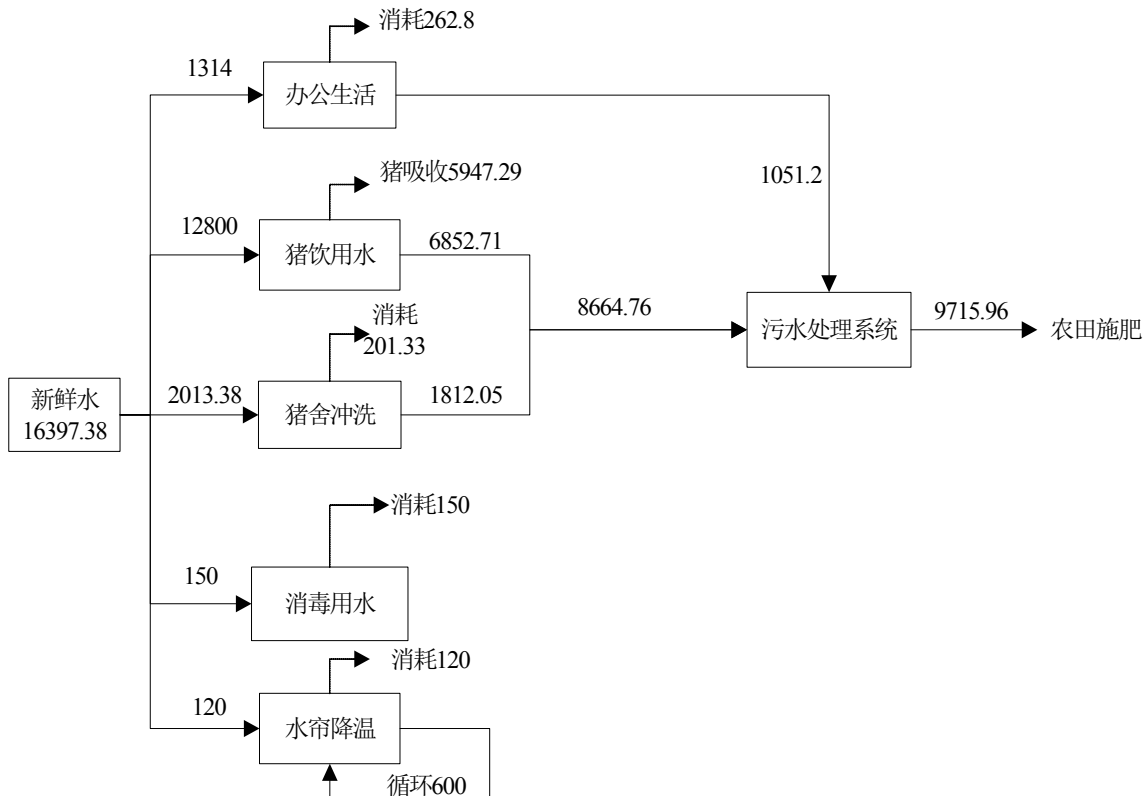 消耗262.8
1314
办公生活
猪吸收5947.29
1051.2
12800
猪饮用水
6852.71
消耗
201.33
8664.76
污水处理系统
9715.96
农田施肥
新鲜水
16397.38
2013.38
猪舍冲洗
1812.05
消耗150
150
消毒用水
消耗120
120
水帘降温
循环600